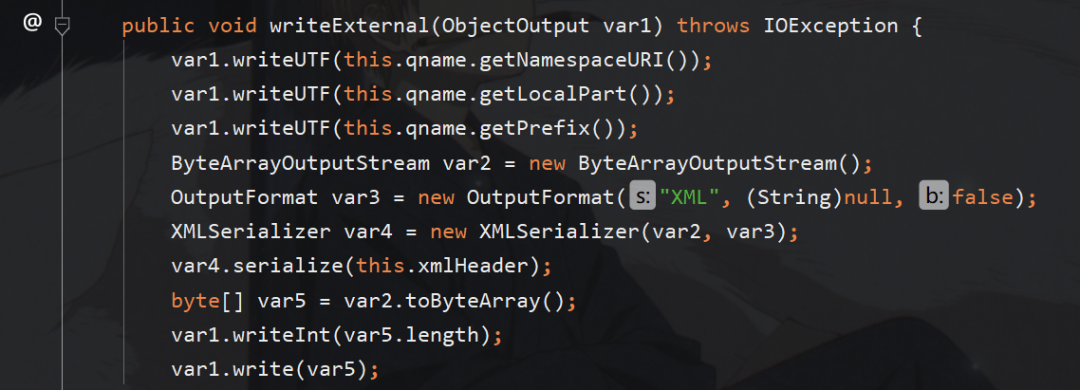 @ public void writeExternal(ObjectOutput var1) throws IOException {
var1.writeUTF(this.qname.getNamespaceURI());
var1.writeUTF(this.qname.getLocalPart());
var1.writeUTF(this.qname.getPrefix());
ByteArrayOutputStream var2 = new ByteArrayOutputStream();
OutputFormat var3 = new OutputFormat( s: "XML", (String)null, b: false);
XMLSerializer var4 = new XMLSerializer(var2, var3);
var4.serialize(this.xmlHeader);
byte[] var5 = var2.toByteArray();
var1.writeInt(var5.length);
var1.write(var5);